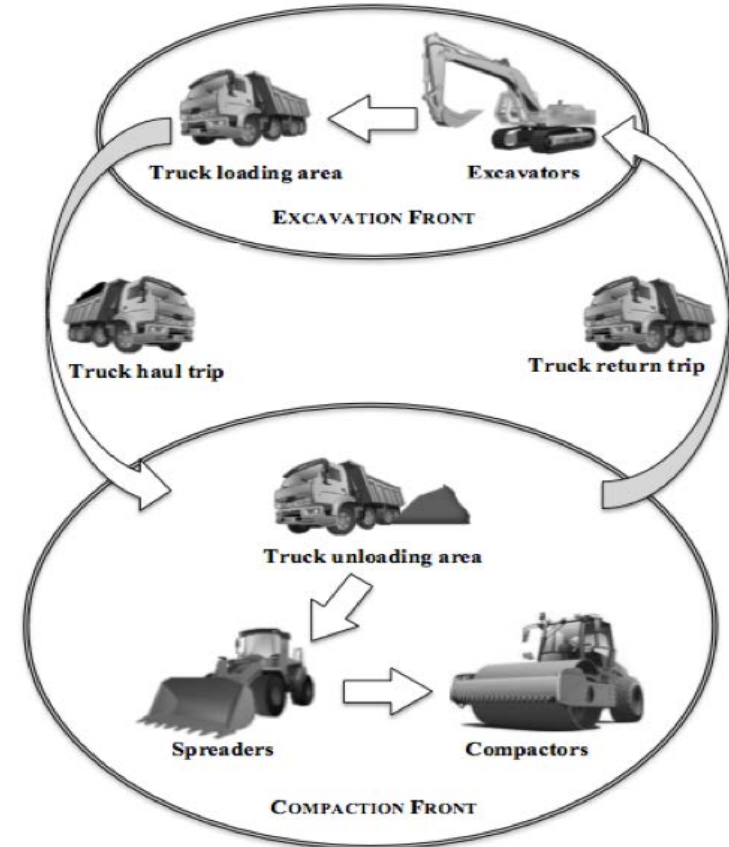 Truck loading area
Excavators
EXCAVATION FRONT
Truck haul trip
Truck return trip
Truck unloading area
Spreaders
Compactors
COMPACTION FRONT